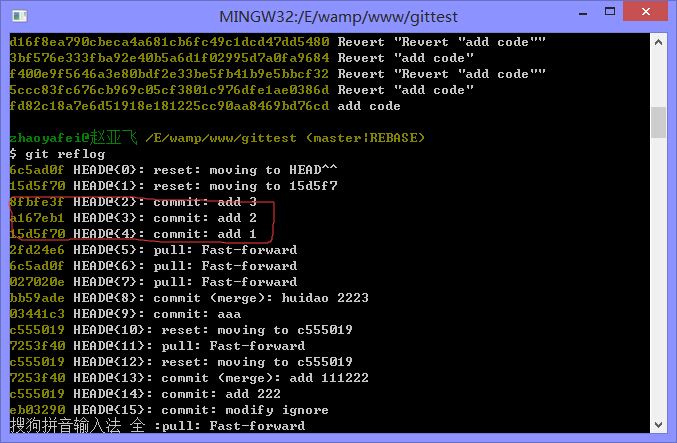 MINGW32:/E/wamp/www/gittest
d16f8ea790cbeca4a681cb6fc49c1dcd47dd5480 Revert "Revert "add code""
3bf576e333fba92e40b5a6d1f02995d7a0fa9684 Revert "add code"
f400e9f5646a3e80bdf2e33be5fb41b9e5bbcf32 Revert "Revert "add code""
5ccc83fc676cb969c05cf3801c976dfe1ae0386d Revert "add code"
fd82c18a7e6d51918e181225cc90aa8469bd76cd add code
zhaoyafei@赵亚飞 /E/wamp/www/gittest (master|REBASE)
$ git reflog
6c5ad0f HEAD@{0}: reset: moving to HEAD^^
15d5f70 HEAD@{1}: reset: moving to 15d5f7
8fbfe3f HEAD@{2}: commit: add 3
a167eb1 HEAD@{3}: commit: add 2
15d5f70 HEAD@{4}: commit: add 1
2fd24e6 HEAD@{5}: pull: Fast-forward
6c5ad0f HEAD@{6}: pull: Fast-forward
027020e HEAD@{7}: pull: Fast-forward
bb59ade HEAD@{8}: commit (merge): huidao 2223
03441c3 HEAD@{9}: commit: aaa
c555019 HEAD@{10}: reset: moving to c555019
7253f40 HEAD@{11}: pull: Fast-forward
c555019 HEAD@{12}: reset: moving to c555019
7253f40 HEAD@{13}: commit (merge): add 111222
c555019 HEAD@{14}: commit: add 222
eb03290 HEAD@{15}: commit: modify ignore
搜狗拼音输入法 全 :pull: Fast-forward